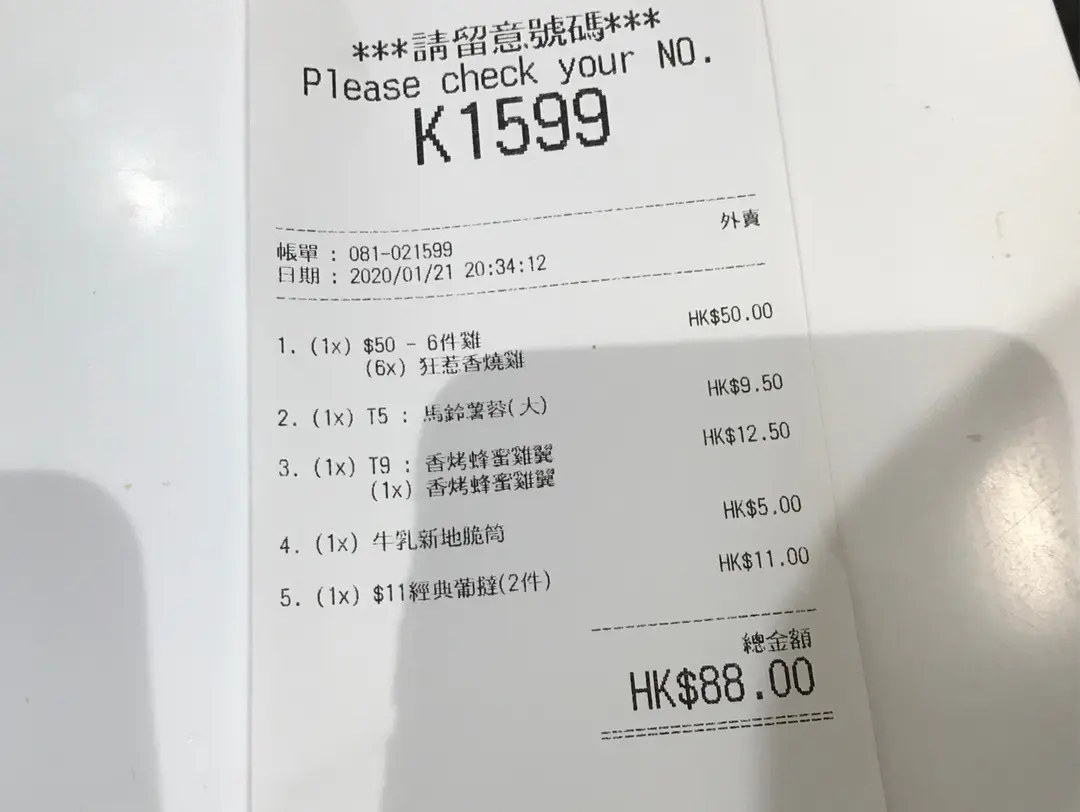 ***請留意號碼***
Please check your NO.
K1599
外賣
帳單 : 081-021599
日期 : 2020/01/21 20:34:12
1. (1x) $50 - 6件雞 HK$50.00
(6x) 狂惹香燒雞
2. (1x) T5 : 馬鈴薯蓉(大) HK$9.50
3. (1x) T9 : 香烤蜂蜜雞翼 HK$12.50
(1x) 香烤蜂蜜雞翼
4. (1x) 牛乳新地脆筒 HK$5.00
5. (1x) $11經典葡撻(2件) HK$11.00
總金額
HK$88.00